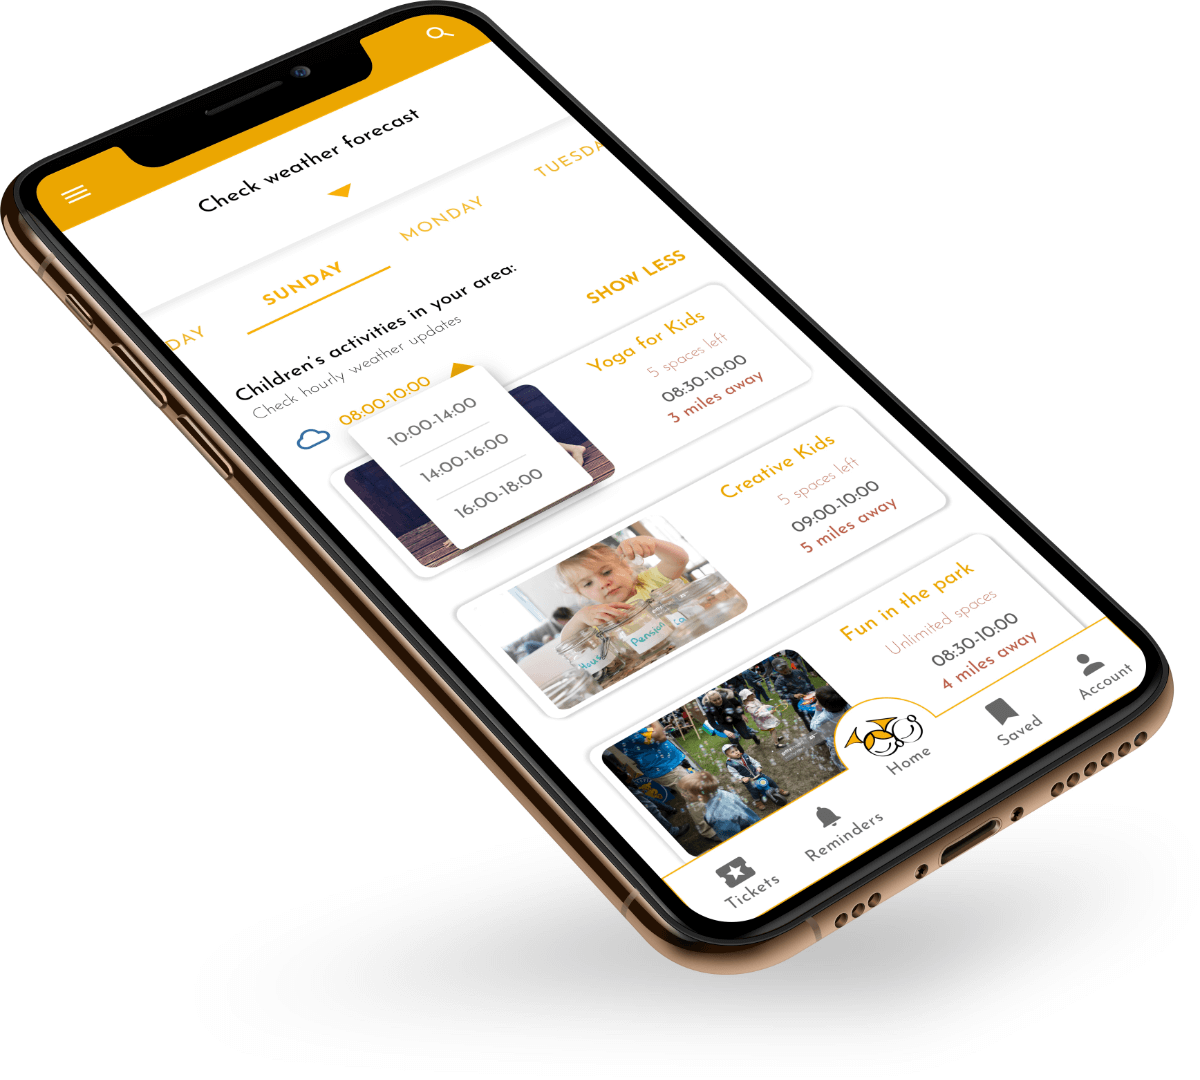 Check weather forecast
DAY
SUNDAY
MONDAY
TUESDA
Children's activities in your area:
SHOW LESS
Check hourly weather updates
08:00-10:00
10:00-14:00
14:00-16:00
16:00-18:00
Yoga for Kids
5 spaces left
08:30-10:00
3 miles away
Creative Kids
5 spaces left
09:00-10:00
5 miles away
Hous
Pension
Col
Fun in the park
Unlimited spaces
08:30-10:00
4 miles away
Tickets
Reminders
Home
Saved
Account